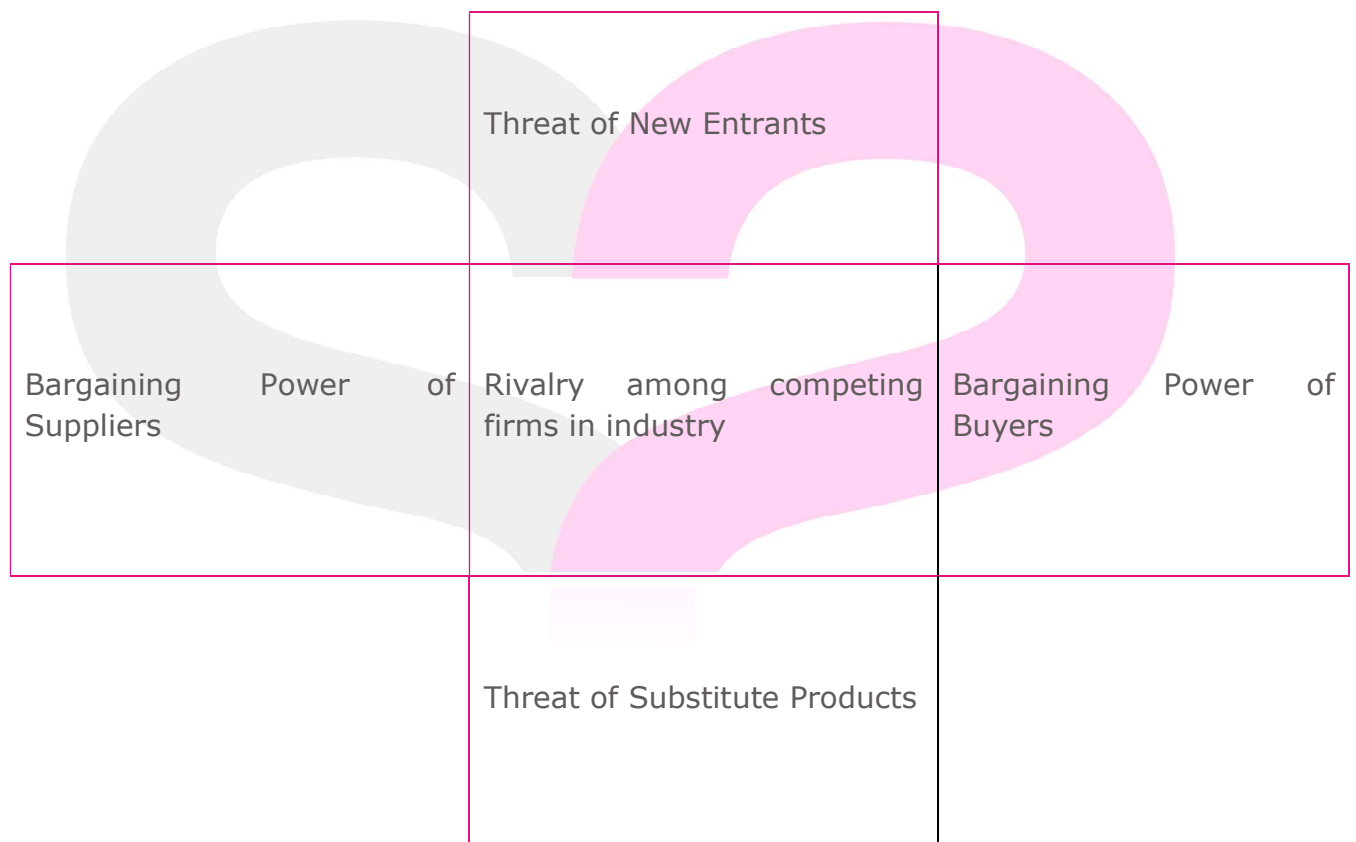 Threat of New Entrants
Bargaining Power of
Suppliers
Rivalry among competing
firms in industry
Bargaining Power of
Buyers
Threat of Substitute Products